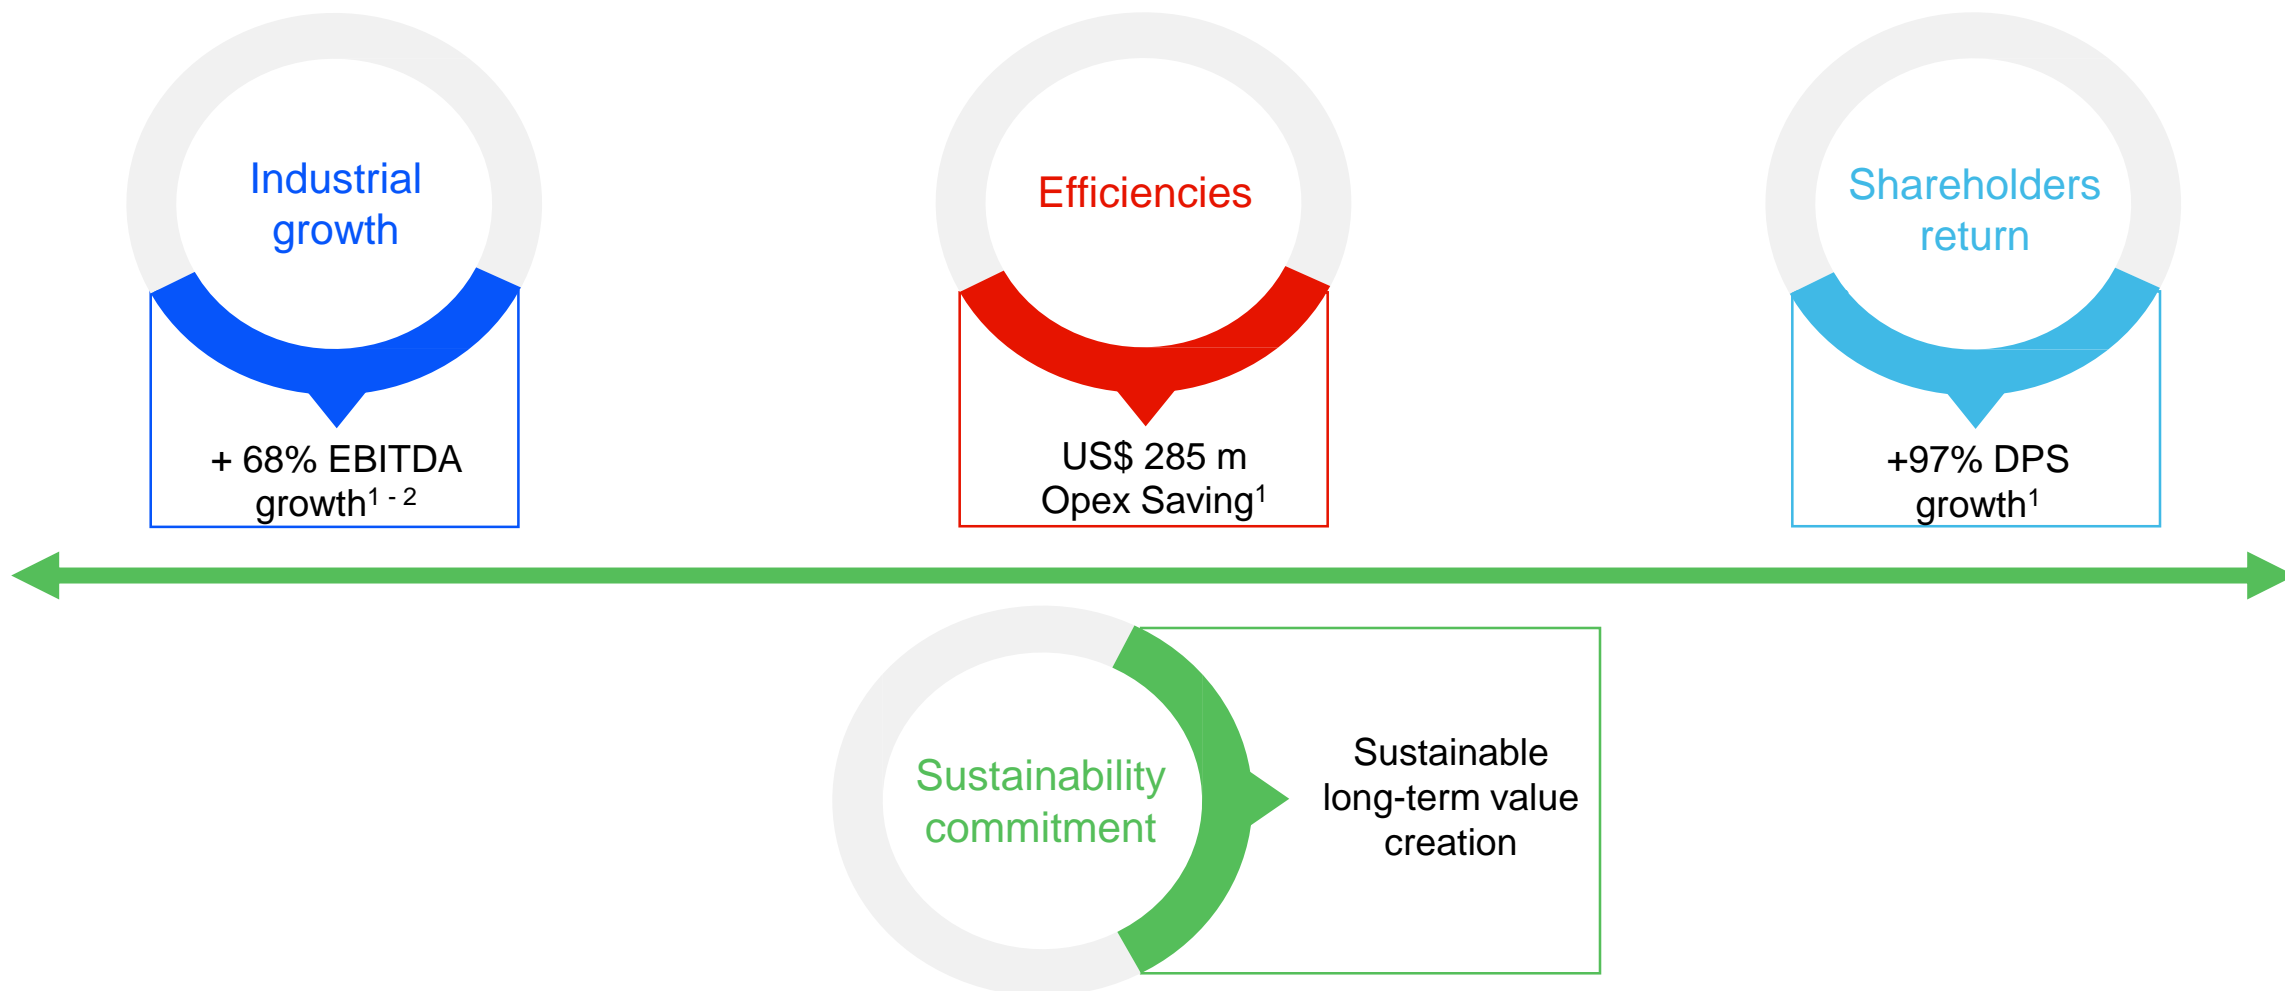 Industrial
growth
+ 68% EBITDA
growth¹ ⁻ ²
Efficiencies
US$ 285 m
Opex Saving¹
Shareholders
return
+97% DPS
growth¹
Sustainability
commitment
Sustainable
long-term value
creation